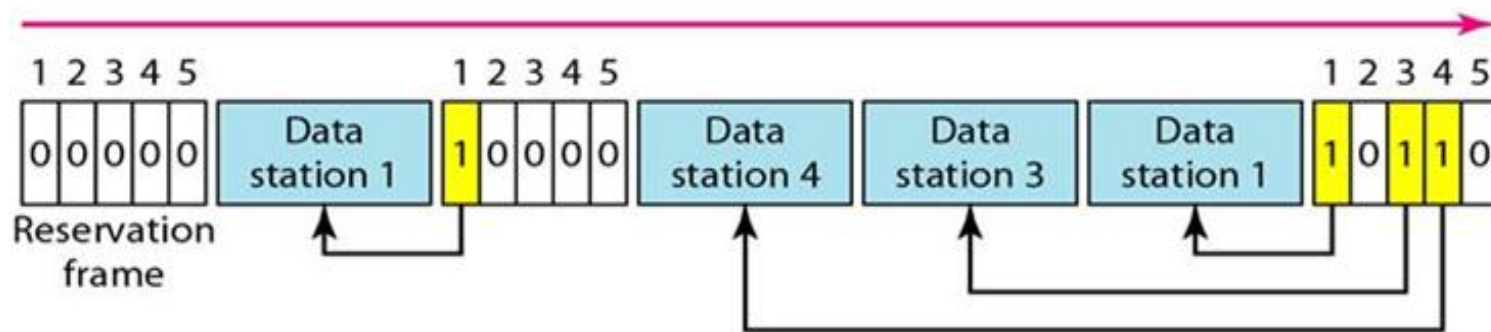 1 2 3 4 5 1 2 3 4 5 1 2 3 4 5
0 0 0 0 0 Data station 1 1 0 0 0 0 Data station 4 Data station 3 Data station 1 1 0 1 1 0
Reservation
frame